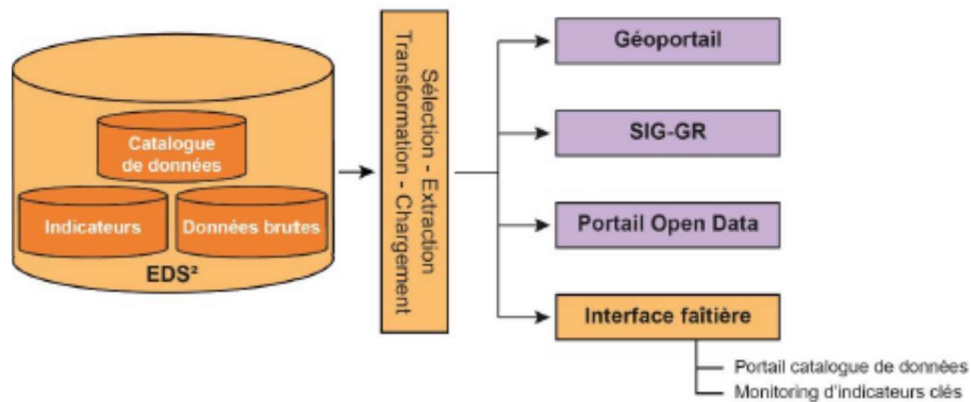 Catalogue
de données
Indicateurs
Données brutes
EDS²
Sélection - Extraction
Transformation - Chargement
Géoportail
SIG-GR
Portail Open Data
Interface faîtière
Portail catalogue de données
Monitoring d'indicateurs clés